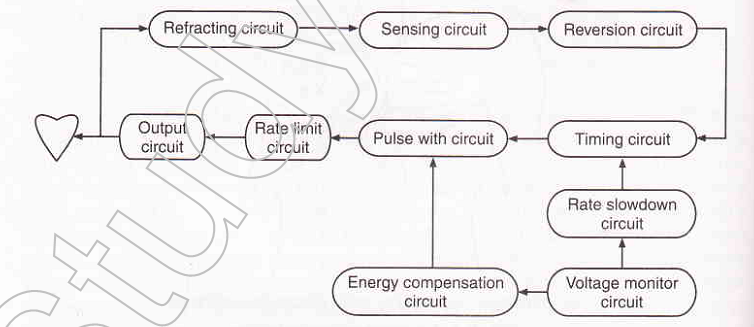 Refracting circuit
Sensing circuit
Reversion circuit
Output
circuit
Rate limit
circuit
Pulse with circuit
Timing circuit
Rate slowdown
circuit
Energy compensation
circuit
Voltage monitor
circuit
study